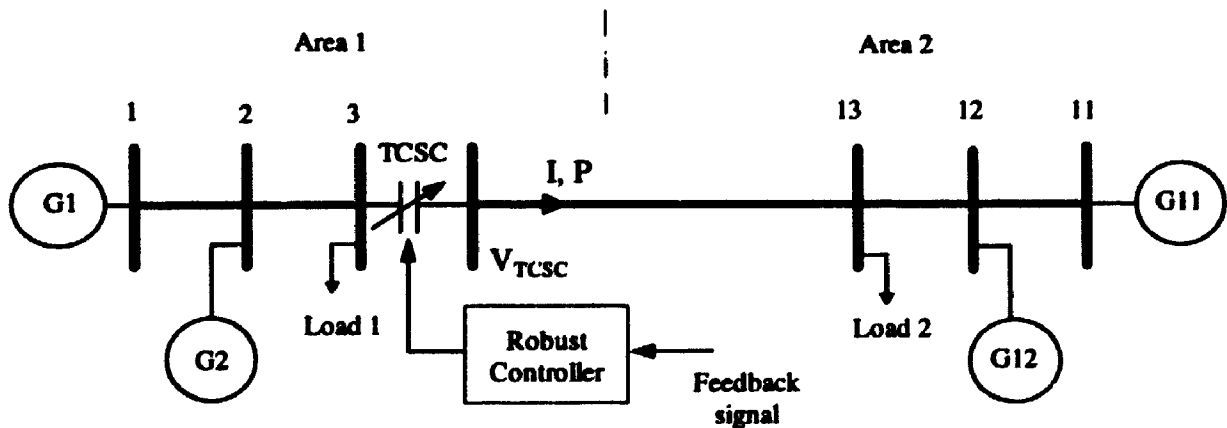 Area 1
Area 2
1
2
3
TCSC
I, P
13
12
11
G1
G11
V_TCSC
Load 1
Load 2
G2
Robust
Controller
G12
Feedback
signal